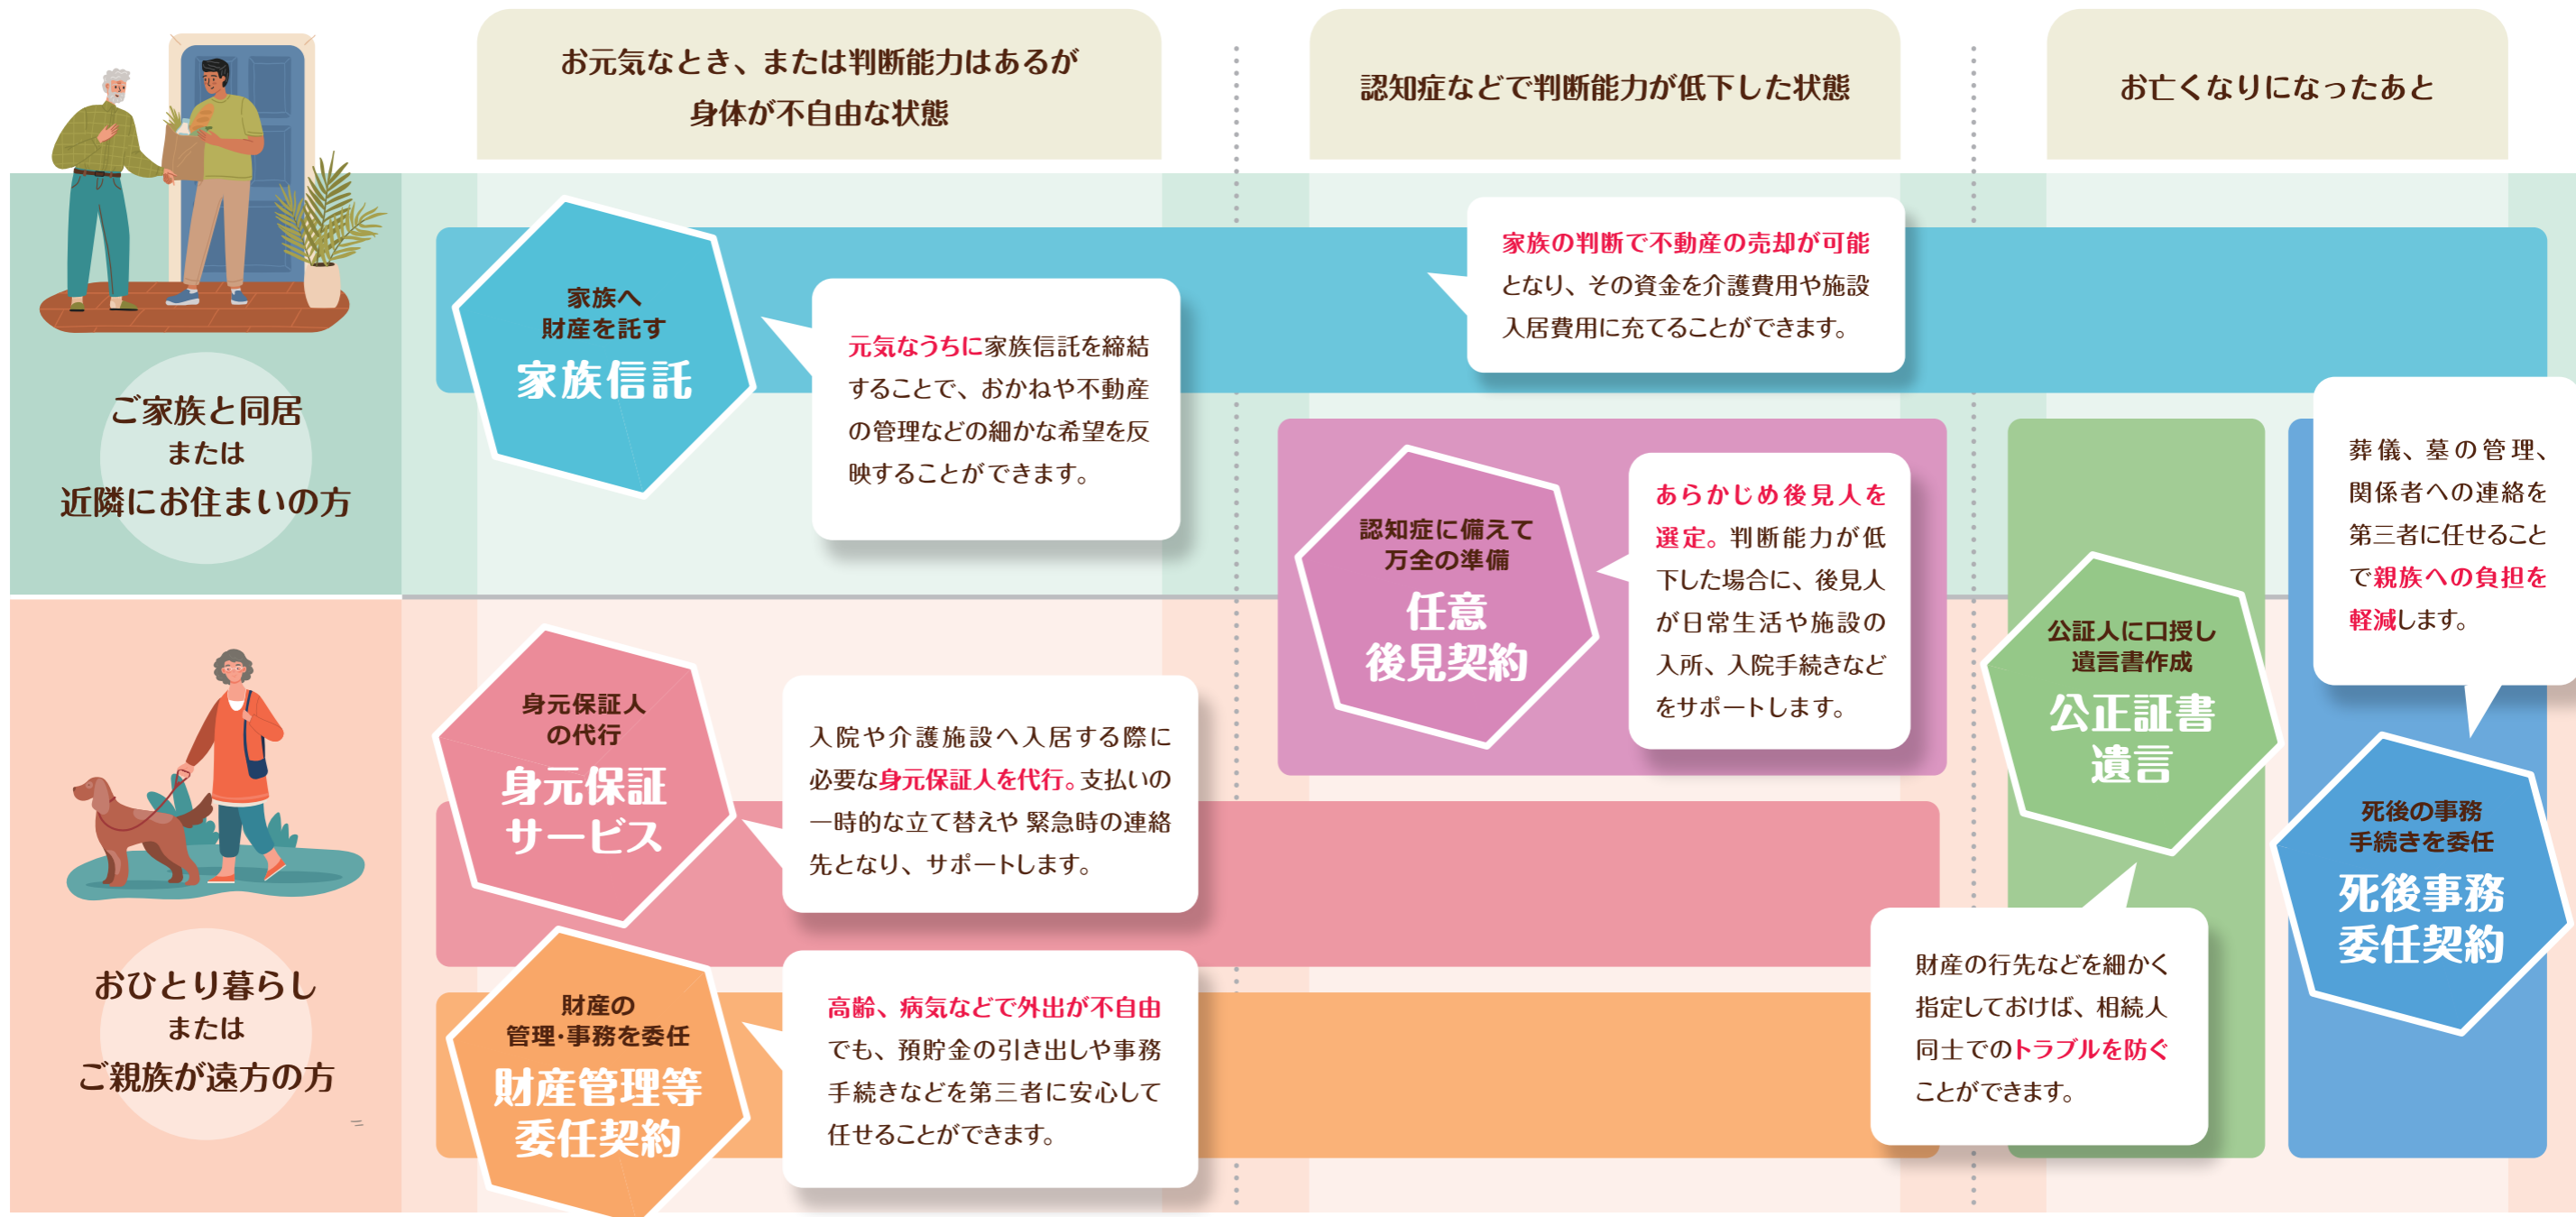 お元気なとき、または判断能力はあるが
身体が不自由な状態
認知症などで判断能力が低下した状態
お亡くなりになったあと
ご家族と同居
または
近隣にお住まいの方
家族へ
財産を託す
家族信託
元気なうちに家族信託を締結
することで、おかねや不動産
の管理などの細かな希望を反
映することができます。
家族の判断で不動産の売却が可能
となり、その資金を介護費用や施設
入居費用に充てることができます。
認知症に備えて
万全の準備
任意
後見契約
あらかじめ後見人を
選定。判断能力が低
下した場合に、後見人
が日常生活や施設の
入所、入院手続きなど
をサポートします。
公証人に口授し
遺言書作成
公正証書
遺言
財産の行先などを細かく
指定しておけば、相続人
同士でのトラブルを防ぐ
ことができます。
葬儀、墓の管理、
関係者への連絡を
第三者に任せること
で親族への負担を
軽減します。
死後の事務
手続きを委任
死後事務
委任契約
おひとり暮らし
または
ご親族が遠方の方
身元保証人
の代行
身元保証
サービス
入院や介護施設へ入居する際に
必要な身元保証人を代行。支払いの
一時的な立て替えや 緊急時の連絡
先となり、サポートします。
財産の
管理・事務を委任
財産管理等
委任契約
高齢、病気などで外出が不自由
でも、預貯金の引き出しや事務
手続きなどを第三者に安心して
任せることができます。